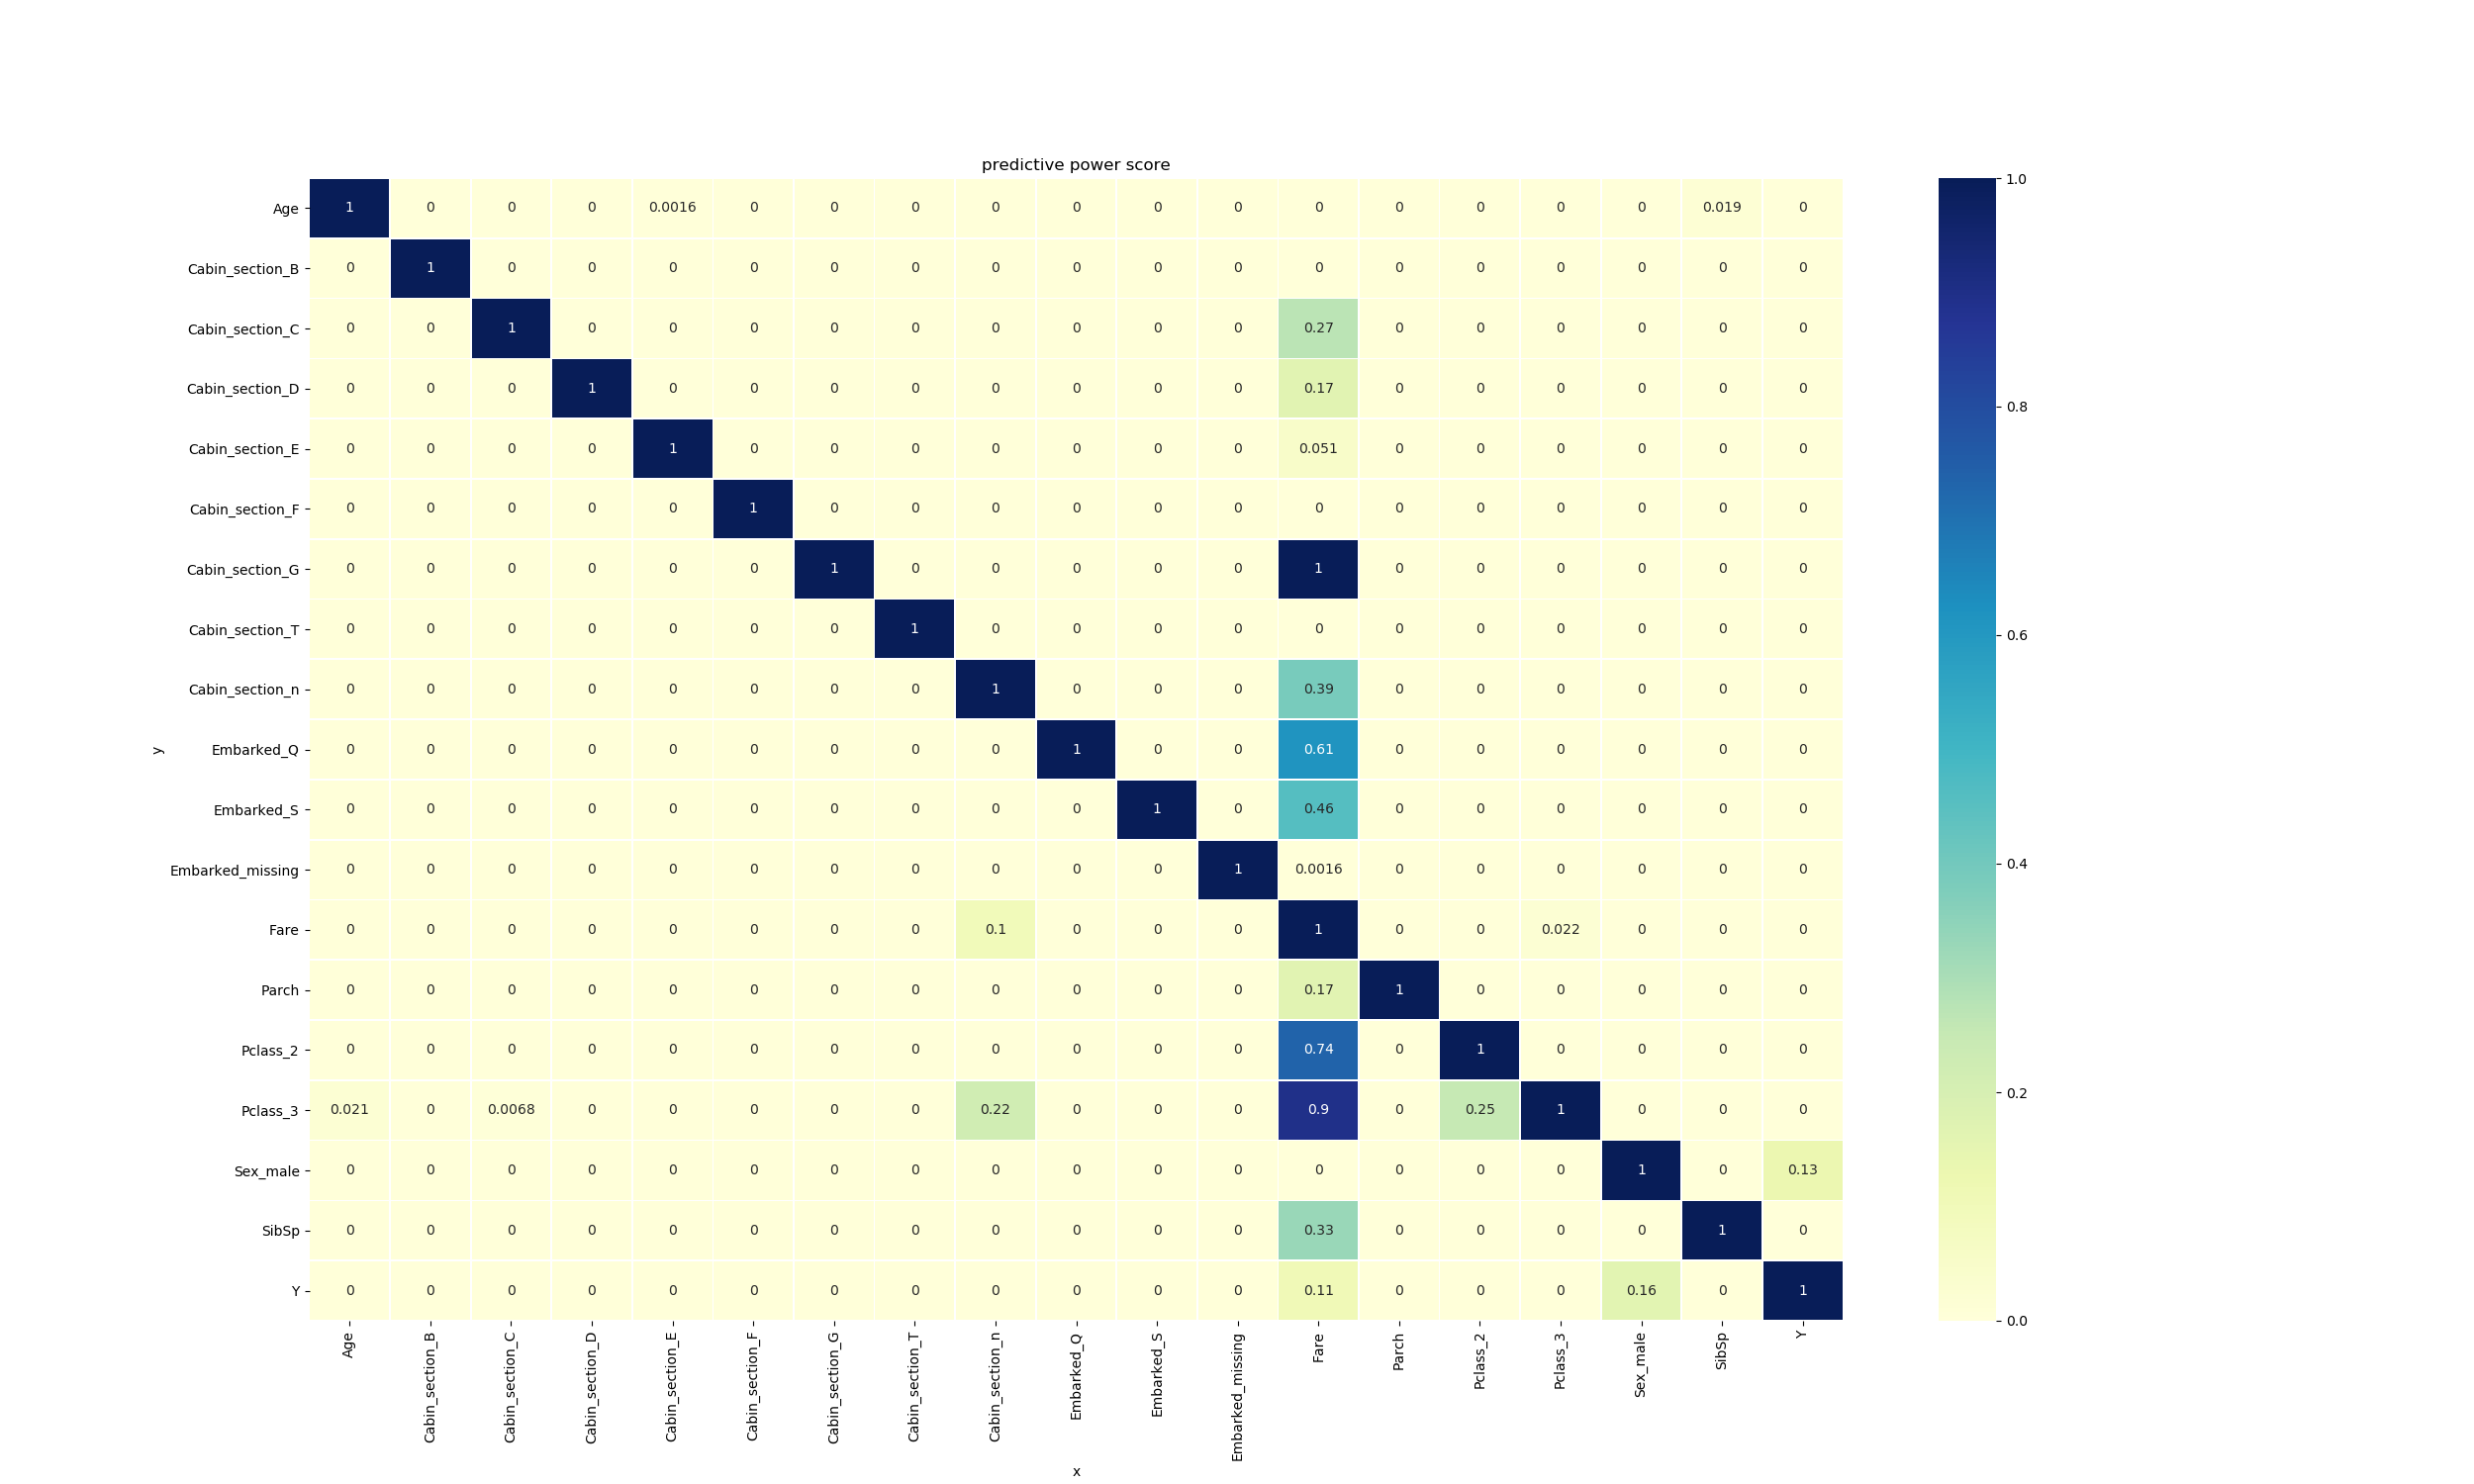 predictive power score
Age 1 0 0 0 0.0016 0 0 0 0 0 0 0 0 0 0 0 0 0.019 0
Cabin_section_B 0 1 0 0 0 0 0 0 0 0 0 0 0 0 0 0 0 0 0
Cabin_section_C 0 0 1 0 0 0 0 0 0 0 0 0 0.27 0 0 0 0 0 0
Cabin_section_D 0 0 0 1 0 0 0 0 0 0 0 0 0.17 0 0 0 0 0 0
Cabin_section_E 0 0 0 0 1 0 0 0 0 0 0 0 0.051 0 0 0 0 0 0
Cabin_section_F 0 0 0 0 0 1 0 0 0 0 0 0 0 0 0 0 0 0 0
Cabin_section_G 0 0 0 0 0 0 1 0 0 0 0 0 1 0 0 0 0 0 0
Cabin_section_T 0 0 0 0 0 0 0 1 0 0 0 0 0 0 0 0 0 0 0
Cabin_section_n 0 0 0 0 0 0 0 0 1 0 0 0 0.39 0 0 0 0 0 0
Embarked_Q 0 0 0 0 0 0 0 0 0 1 0 0 0.61 0 0 0 0 0 0
Embarked_S 0 0 0 0 0 0 0 0 0 0 1 0 0.46 0 0 0 0 0 0
Embarked_missing 0 0 0 0 0 0 0 0 0 0 0 1 0.0016 0 0 0 0 0 0
Fare 0 0 0 0 0 0 0 0 0.1 0 0 0 1 0 0 0.022 0 0 0
Parch 0 0 0 0 0 0 0 0 0 0 0 0 0.17 1 0 0 0 0 0
Pclass_2 0 0 0 0 0 0 0 0 0 0 0 0 0.74 0 1 0 0 0 0
Pclass_3 0.021 0 0.0068 0 0 0 0 0 0.22 0 0 0 0.9 0 0.25 1 0 0 0
Sex_male 0 0 0 0 0 0 0 0 0 0 0 0 0 0 0 0 1 0 0.13
SibSp 0 0 0 0 0 0 0 0 0 0 0 0 0.33 0 0 0 0 1 0
Y 0 0 0 0 0 0 0 0 0 0 0 0 0.11 0 0 0 0.16 0 1
y
Age
Cabin_section_B
Cabin_section_C
Cabin_section_D
Cabin_section_E
Cabin_section_F
Cabin_section_G
Cabin_section_T
Cabin_section_n
Embarked_Q
Embarked_S
Embarked_missing
Fare
Parch
Pclass_2
Pclass_3
Sex_male
SibSp
Y
x
1.0
0.8
0.6
0.4
0.2
0.0